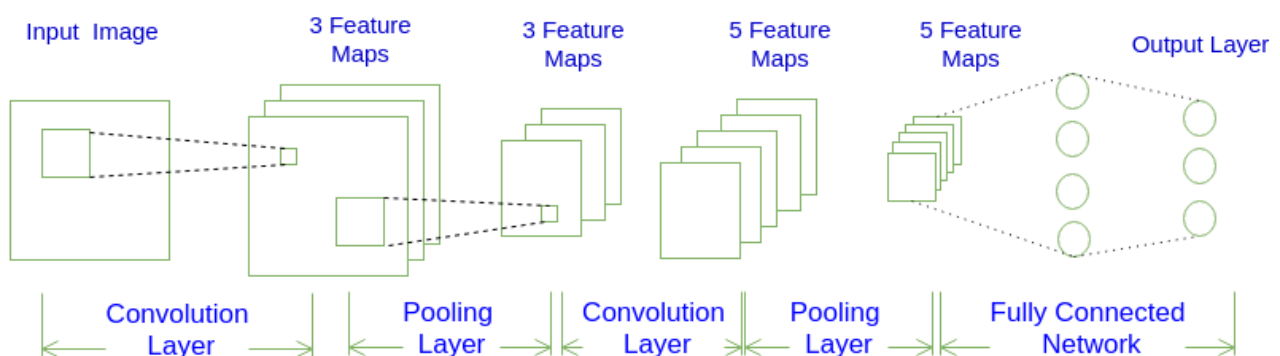 Input Image
3 Feature
Maps
3 Feature
Maps
5 Feature
Maps
5 Feature
Maps
Output Layer
Convolution
Layer
Pooling
Layer
Convolution
Layer
Pooling
Layer
Fully Connected
Network